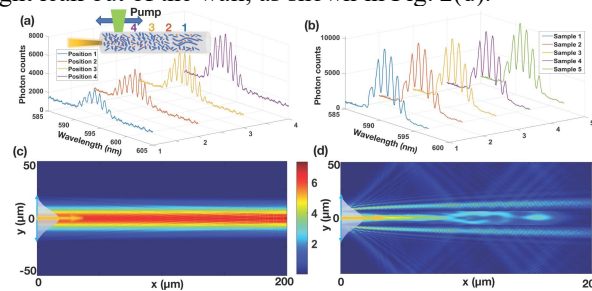 ght leak out of the wall, as shown in Fig. 2(d).
Pump
(a)
4 3 2 1
8000
6000
4000
2000
0
Photon counts
Position 1
Position 2
Position 3
Position 4
585
590
595
600
605
Wavelength (nm)
1
2
3
4
(b)
10000
5000
0
Photon counts
Sample 1
Sample 2
Sample 3
Sample 4
Sample 5
585
590
595
600
Wavelength (nm)
1
2
3
4
5
(c)
50
0
-50
y (µm)
0
200
x (µm)
6
4
2
(d)
50
0
y (µm)
0
20
x (µm)